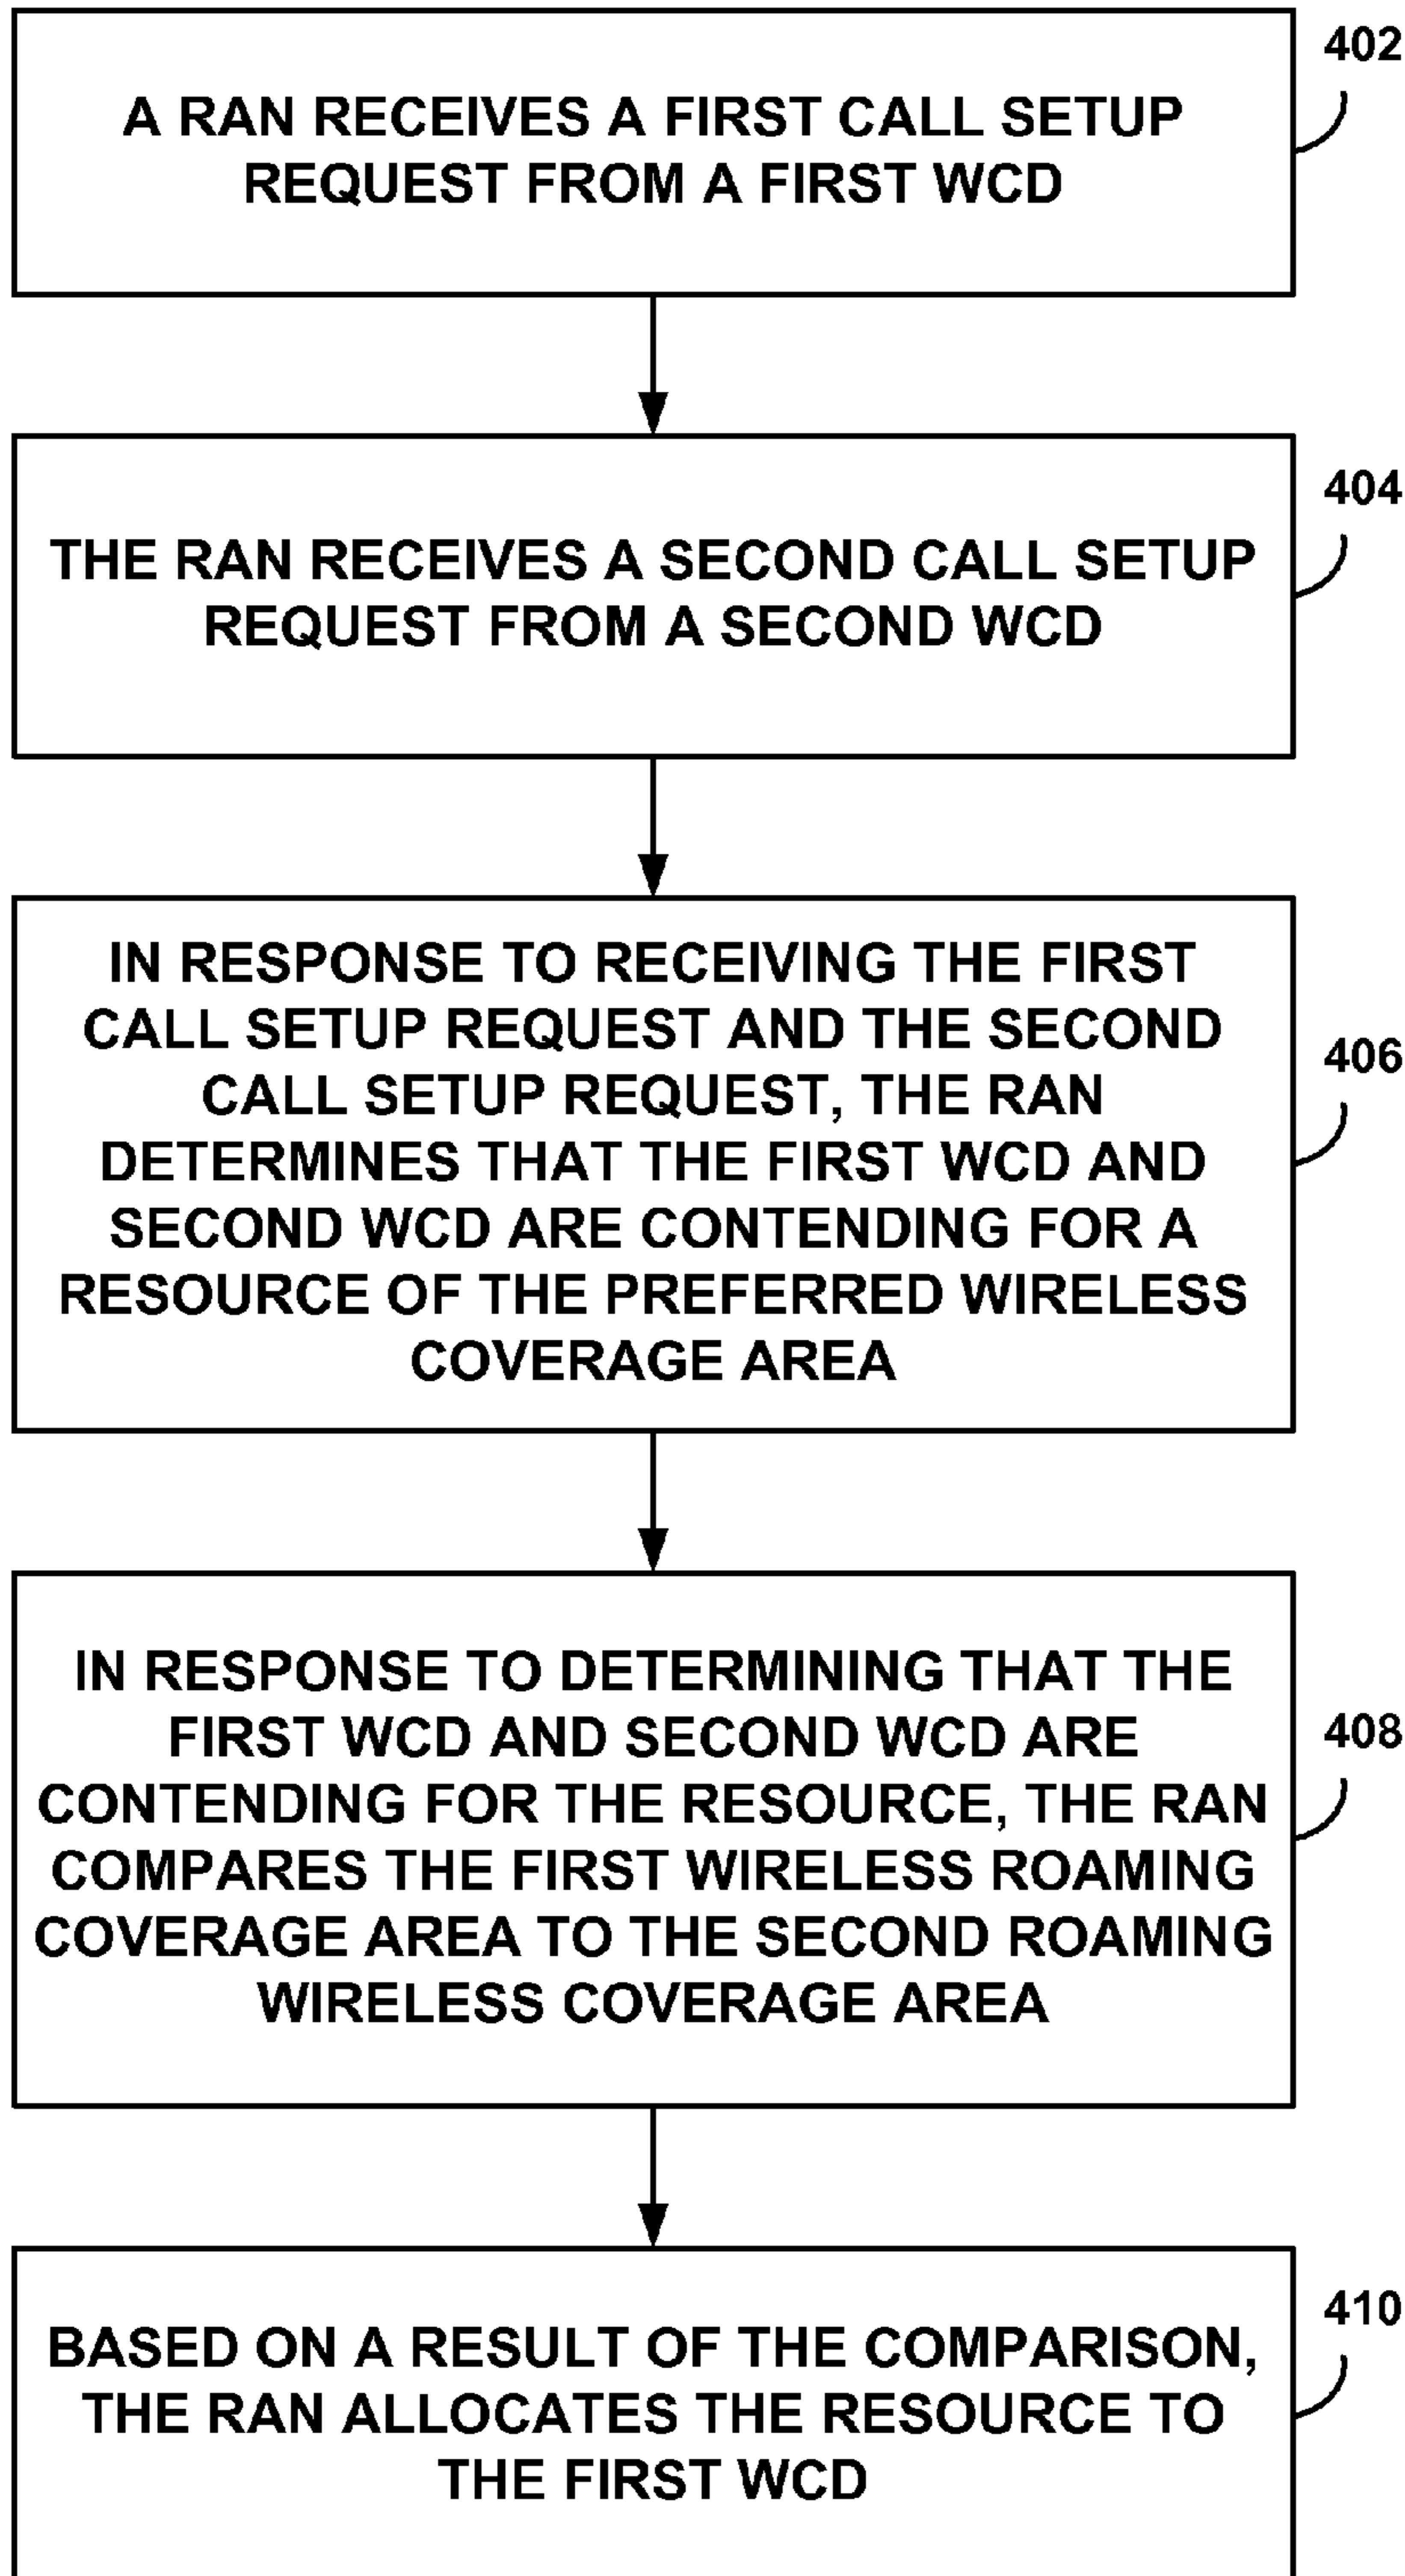 402
A RAN RECEIVES A FIRST CALL SETUP
REQUEST FROM A FIRST WCD
404
THE RAN RECEIVES A SECOND CALL SETUP
REQUEST FROM A SECOND WCD
406
IN RESPONSE TO RECEIVING THE FIRST
CALL SETUP REQUEST AND THE SECOND
CALL SETUP REQUEST, THE RAN
DETERMINES THAT THE FIRST WCD AND
SECOND WCD ARE CONTENDING FOR A
RESOURCE OF THE PREFERRED WIRELESS
COVERAGE AREA
408
IN RESPONSE TO DETERMINING THAT THE
FIRST WCD AND SECOND WCD ARE
CONTENDING FOR THE RESOURCE, THE RAN
COMPARES THE FIRST WIRELESS ROAMING
COVERAGE AREA TO THE SECOND ROAMING
WIRELESS COVERAGE AREA
410
BASED ON A RESULT OF THE COMPARISON,
THE RAN ALLOCATES THE RESOURCE TO
THE FIRST WCD